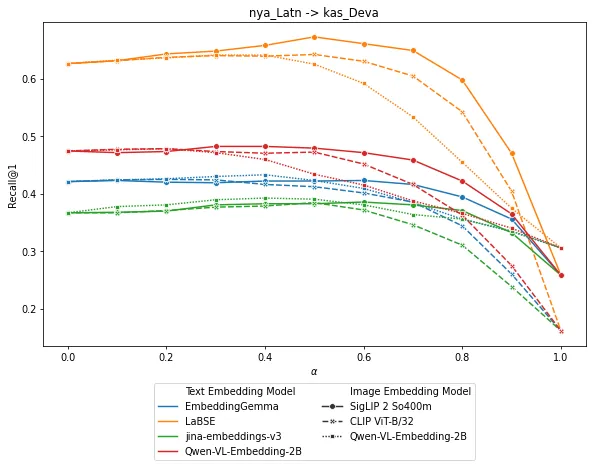 nya_Latn -> kas_Deva
Recall@1
0.6
0.5
0.4
0.3
0.2
0.0 0.2 0.4 0.6 0.8 1.0
α
Text Embedding Model Image Embedding Model
EmbeddingGemma SigLIP 2 So400m
LaBSE CLIP ViT-B/32
jina-embeddings-v3 Qwen-VL-Embedding-2B
Qwen-VL-Embedding-2B